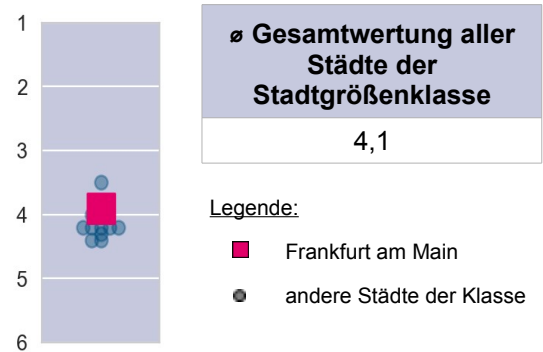 1
2
3
4
5
6
ø Gesamtwertung aller
Städte der
Stadtgrößenklasse
4,1
Legende:
Frankfurt am Main
andere Städte der Klasse